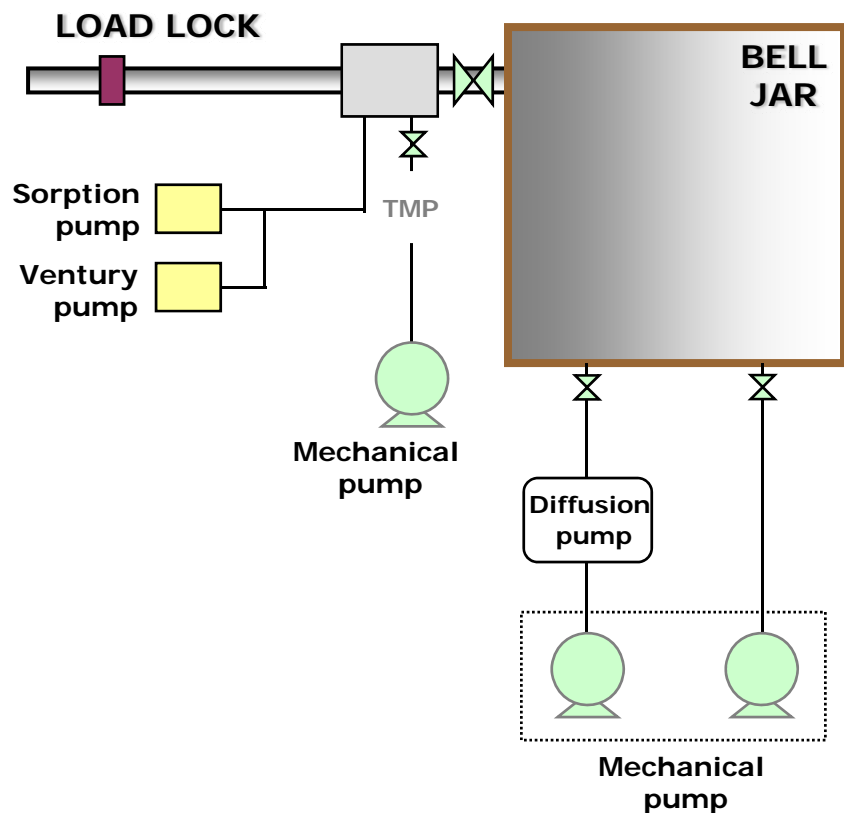 LOAD LOCK
BELL
JAR
Sorption
pump
TMP
Ventury
pump
Mechanical
pump
Diffusion
pump
Mechanical
pump